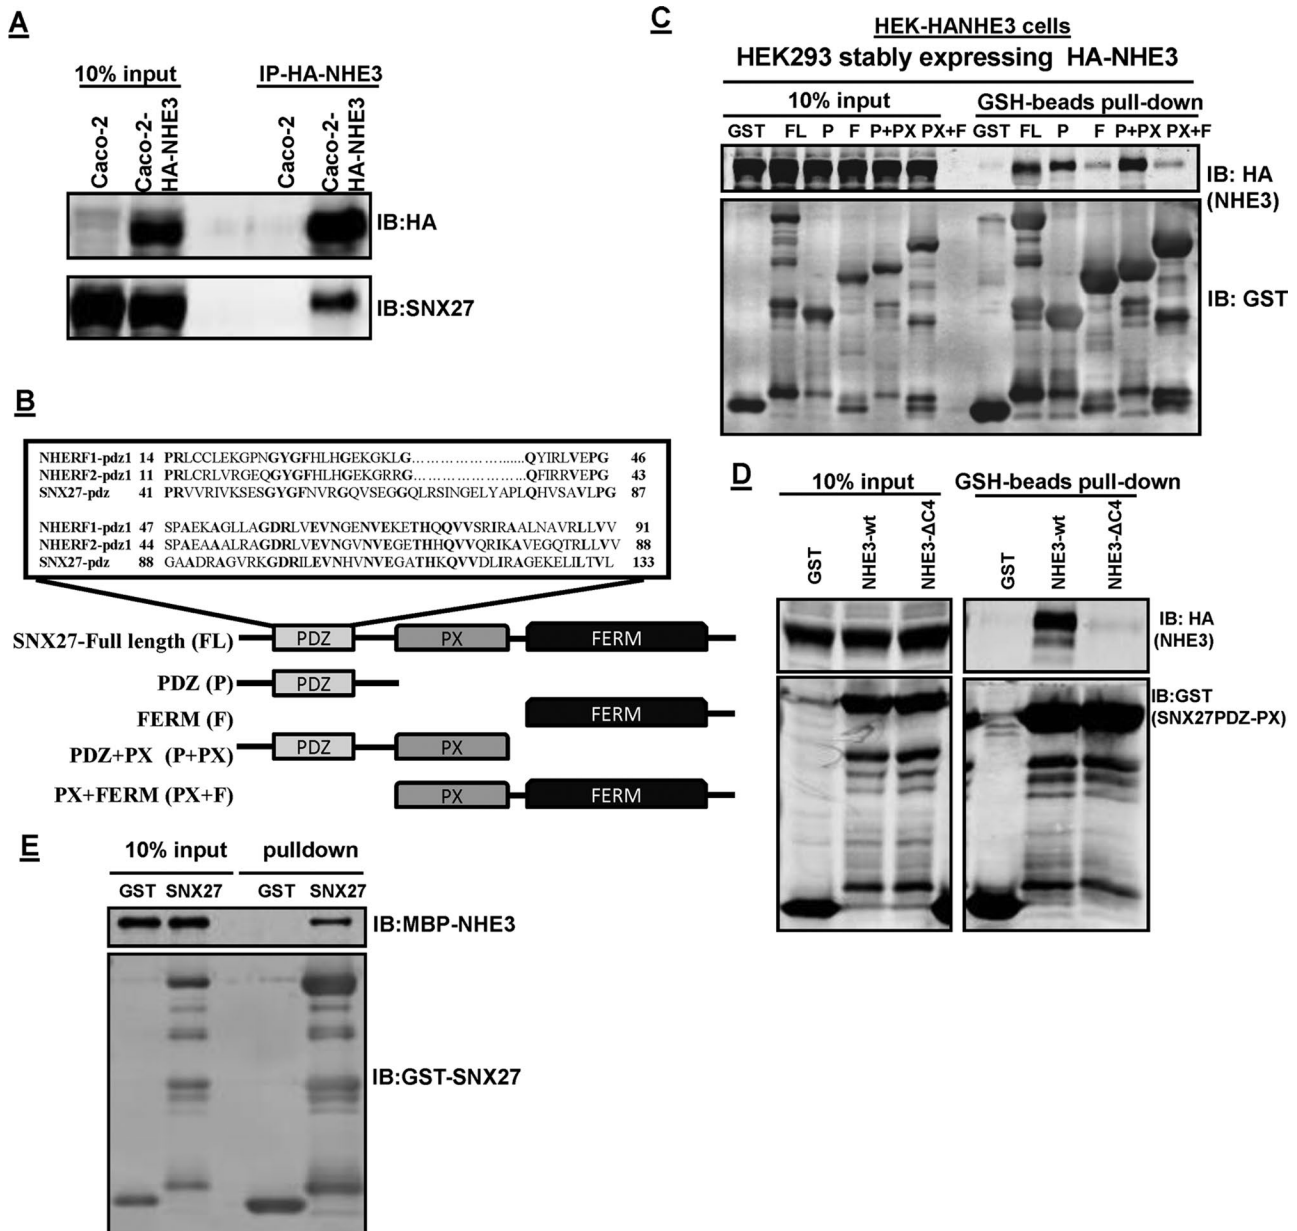 A
10% input
IP-HA-NHE3
Caco-2
Caco-2-
HA-NHE3
Caco-2
Caco-2-
HA-NHE3
IB:HA
IB:SNX27
B
NHERF1-pdz1 14 PRLCCLEKGPNGYGFHLHGEKGKLG………………......QYIRLVEPG 46
NHERF2-pdz1 11 PRLCRLVRGEQGYGFHLHGEKGRRG……………………QFIRRVEPG 43
SNX27-pdz 41 PRVVRIVKSESGYGFNVRGQVSEGGQLRSINGELYAPLQHVSAVLPG 87
NHERF1-pdz1 47 SPAEKAGLLAGDRLVEVNGENVEKETHQQVVSRIRAALNAVRLLVV 91
NHERF2-pdz1 44 SPAEAAALRAGDRLVEVNGVNVEGETHHQVVQRIKAVEGQTRLLVV 88
SNX27-pdz 88 GAADRAGVRKGDRILEVNHVNVEGATHKQVVDLIRAGEKELILTVL 133
SNX27-Full length (FL) PDZ PX FERM
PDZ (P) PDZ
FERM (F) FERM
PDZ+PX (P+PX) PDZ PX
PX+FERM (PX+F) PX FERM
C
HEK-HANHE3 cells
HEK293 stably expressing HA-NHE3
10% input
GSH-beads pull-down
GST FL P F P+PX PX+F GST FL P F P+PX PX+F
IB: HA
(NHE3)
IB: GST
D
10% input
GSH-beads pull-down
GST
NHE3-wt
NHE3-ΔC4
GST
NHE3-wt
NHE3-ΔC4
IB: HA
(NHE3)
IB:GST
(SNX27PDZ-PX)
E
10% input
pulldown
GST SNX27 GST SNX27
IB:MBP-NHE3
IB:GST-SNX27